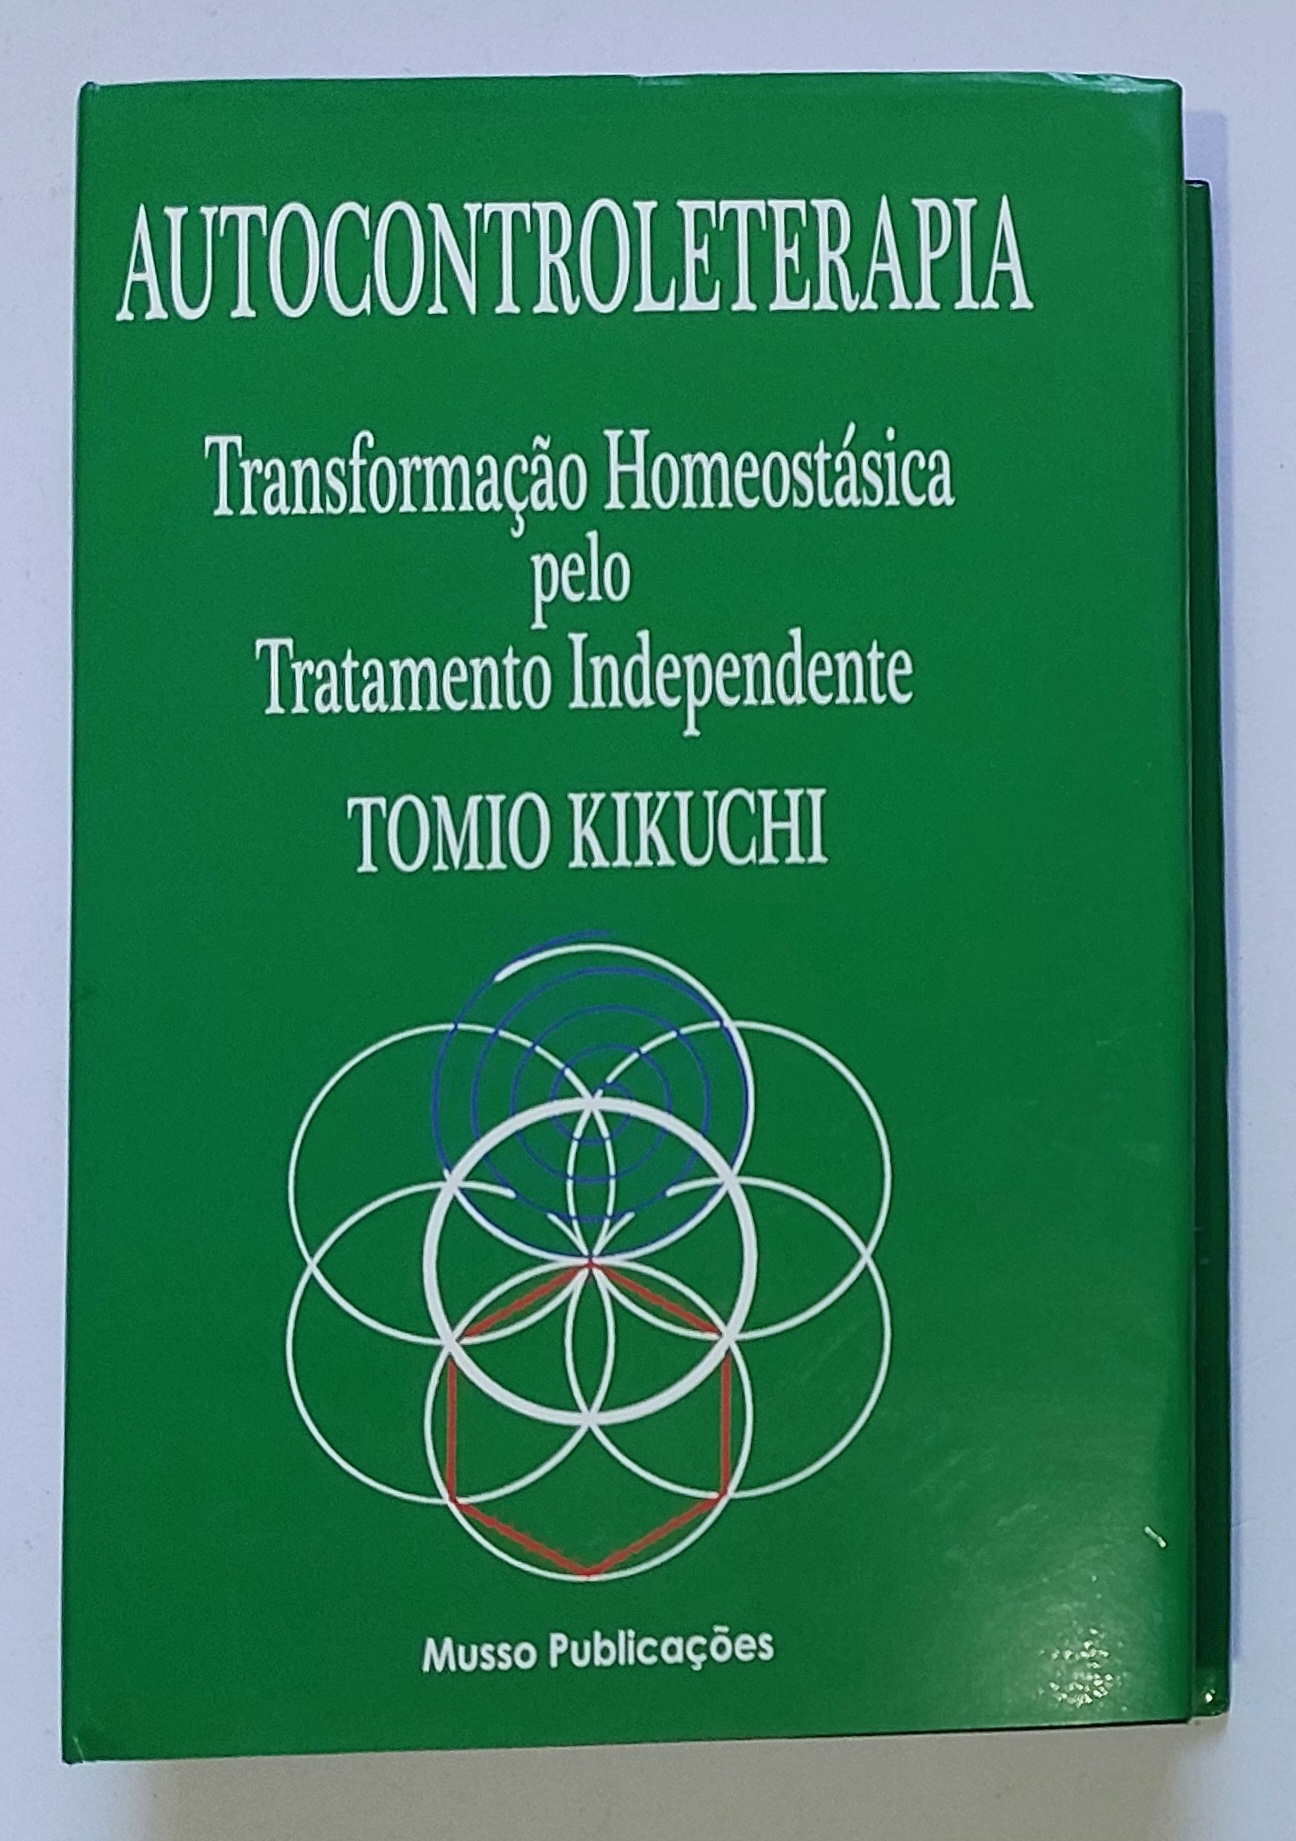 AUTOCONTROLETERAPIA
Transformação Homeostásica
pelo
Tratamento Independente
TOMIO KIKUCHI
Musso Publicações